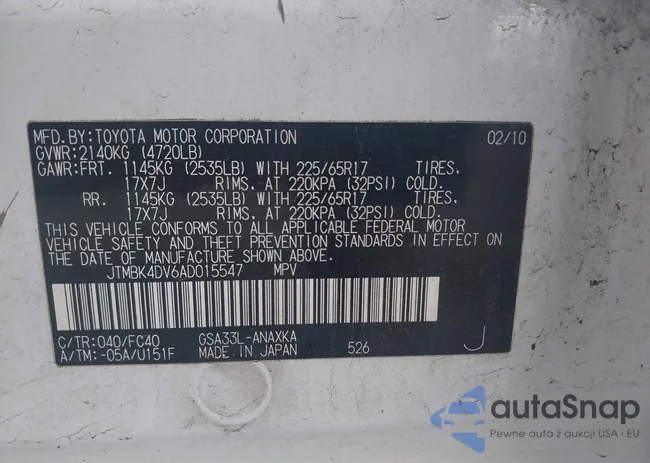 MFD.BY:TOYOTA MOTOR CORPORATION 02/10
GVWR:2140KG (4720LB)
GAWR:FRT. 1145KG (2535LB) WITH 225/65R17 TIRES,
17X7J RIMS, AT 220KPA (32PSI) COLD.
RR. 1145KG (2535LB) WITH 225/65R17 TIRES,
17X7J RIMS, AT 220KPA (32PSI) COLD.
THIS VEHICLE CONFORMS TO ALL APPLICABLE FEDERAL MOTOR
VEHICLE SAFETY AND THEFT PREVENTION STANDARDS IN EFFECT ON
THE DATE OF MANUFACTURE SHOWN ABOVE.
JTMBK4DV6AD015547 MPV
C/TR:040/FC40 GSA33L-ANAXKA
A/TM:-05A/U151F MADE IN JAPAN 526 J
autaSnap
Pewne auta z aukcji USA i EU